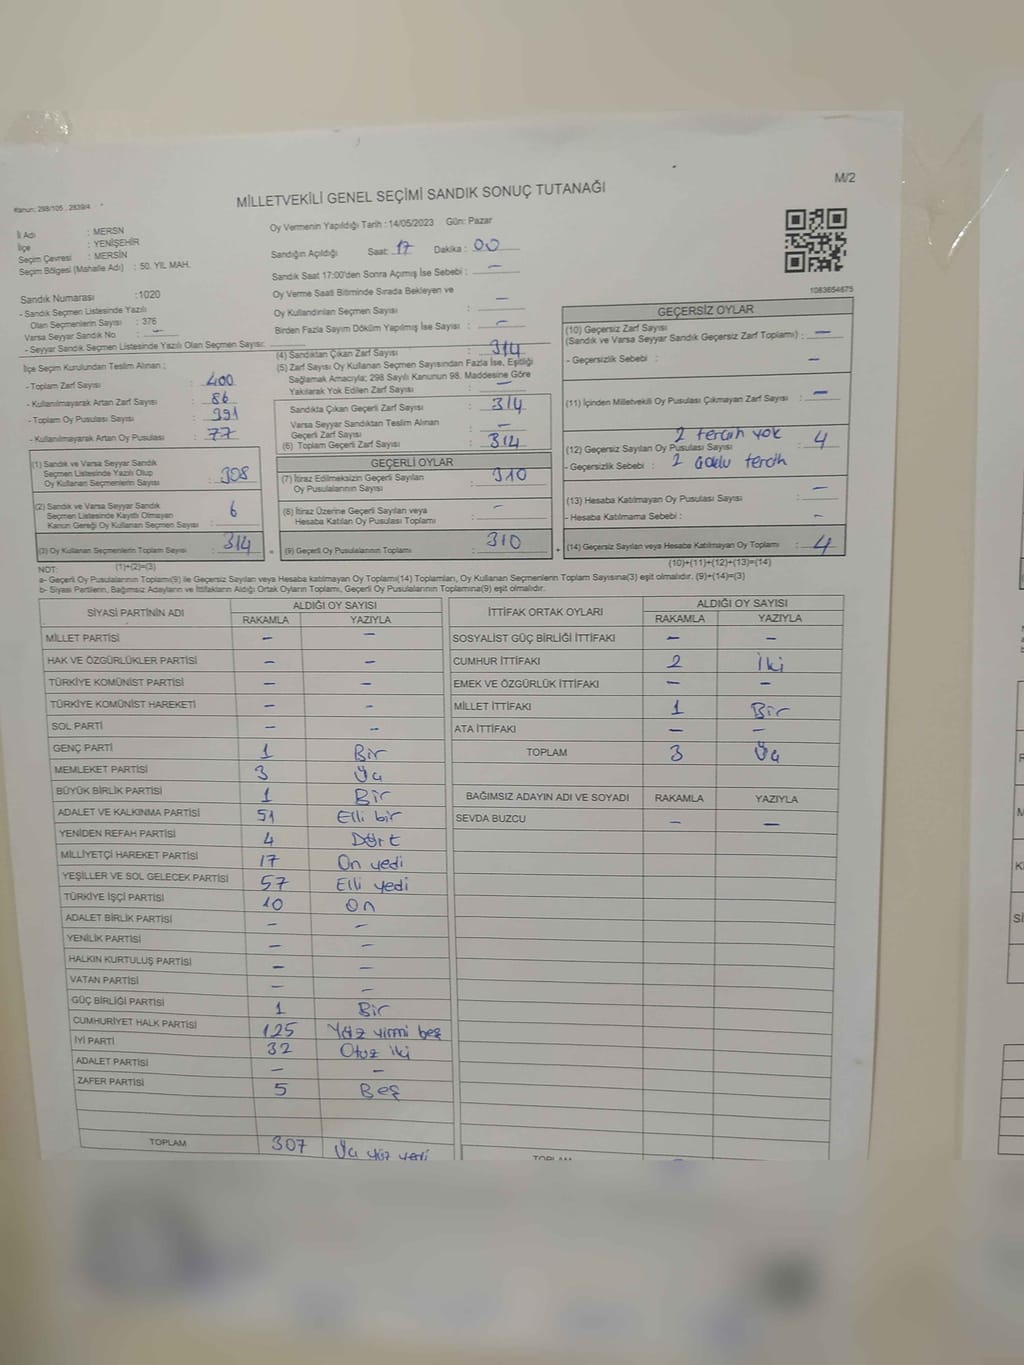 M/2
MİLLETVEKİLİ GENEL SEÇİMİ SANDIK SONUÇ TUTANAĞI
Kanun: 298/105 , 2839/4
İl Adı : MERSN
İlçe : YENİŞEHİR
Seçim Çevresi : MERSİN
Seçim Bölgesi (Mahalle Adı) : 50. YIL MAH.
Oy Vermenin Yapıldığı Tarih : 14/05/2023 Gün: Pazar
Sandığın Açıldığı Saat: 17 Dakika : 00
Sandık Saat 17:00'den Sonra Açımış İse Sebebi : –
Oy Verme Saati Bitiminde Sırada Bekleyen ve
Oy Kullandırılan Seçmen Sayısı : –
Birden Fazla Sayım Döküm Yapılmış İse Sayısı : –
1083654675
Sandık Numarası :1020
- Sandık Seçmen Listesinde Yazılı
Olan Seçmenlerin Sayısı : 376
Varsa Seyyar Sandık No : –
- Seyyar Sandık Seçmen Listesinde Yazılı Olan Seçmen Sayısı:
İlçe Seçim Kurulundan Teslim Alınan ;
- Toplam Zarf Sayısı : 400
- Kullanılmayarak Artan Zarf Sayısı : 86
- Toplam Oy Pusulası Sayısı : 391
- Kullanılmayarak Artan Oy Pusulası : 77
(1) Sandık ve Varsa Seyyar Sandık
Seçmen Listesinde Yazılı Olup
Oy Kullanan Seçmenlerin Sayısı : 308
(2) Sandık ve Varsa Seyyar Sandık
Seçmen Listesinde Kayıtlı Olmayan
Kanun Gereği Oy Kullanan Seçmen Sayısı : 6
(3) Oy Kullanan Seçmenlerin Toplam Sayısı : 314
(1)+(2)=(3)
(4) Sandıktan Çıkan Zarf Sayısı : 314
(5) Zarf Sayısı Oy Kullanan Seçmen Sayısından Fazla İse, Eşitliği
Sağlamak Amacıyla; 298 Sayılı Kanunun 98. Maddesine Göre
Yakılarak Yok Edilen Zarf Sayısı : –
Sandıkta Çıkan Geçerli Zarf Sayısı : 314
Varsa Seyyar Sandıktan Teslim Alınan
Geçerli Zarf Sayısı : –
(6) Toplam Geçerli Zarf Sayısı : 314
GEÇERLİ OYLAR
(7) İtiraz Edilmeksizin Geçerli Sayılan
Oy Pusulalarının Sayısı : 310
(8) İtiraz Üzerine Geçerli Sayılan veya
Hesaba Katılan Oy Pusulası Toplamı : –
= (9) Geçerli Oy Pusulalarının Toplamı : 310
GEÇERSİZ OYLAR
(10) Geçersiz Zarf Sayısı
(Sandık ve Varsa Seyyar Sandık Geçersiz Zarf Toplamı) : –
- Geçersizlik Sebebi : –
(11) İçinden Milletvekili Oy Pusulası Çıkmayan Zarf Sayısı : –
2 tercih yok
(12) Geçersiz Sayılan Oy Pusulası Sayısı : 4
- Geçersizlik Sebebi : 2 çoklu tercih
(13) Hesaba Katılmayan Oy Pusulası Sayısı : –
- Hesaba Katılmama Sebebi : –
+ (14) Geçersiz Sayılan veya Hesaba Katılmayan Oy Toplamı : 4
(10)+(11)+(12)+(13)=(14)
NOT:
a- Geçerli Oy Pusulasının Toplamı(9) ile Geçersiz Sayılan veya Hesaba katılmayan Oy Toplamı(14) Toplamları, Oy Kullanan Seçmenlerin Toplam Sayısına(3) eşit olmalıdır. (9)+(14)=(3)
b- Siyasi Partilerin, Bağımsız Adayların ve İttifakların Aldığı Ortak Oyların Toplamı, Geçerli Oy Pusulalarının Toplamına(9) eşit olmalıdır.
SİYASİ PARTİNİN ADI ALDIĞI OY SAYISI
RAKAMLA YAZIYLA
MİLLET PARTİSİ – –
HAK VE ÖZGÜRLÜKLER PARTİSİ – –
TÜRKİYE KOMÜNİST PARTİSİ – –
TÜRKİYE KOMÜNİST HAREKETİ – –
SOL PARTİ – –
GENÇ PARTİ 1 Bir
MEMLEKET PARTİSİ 3 Üç
BÜYÜK BİRLİK PARTİSİ 1 Bir
ADALET VE KALKINMA PARTİSİ 51 Elli bir
YENİDEN REFAH PARTİSİ 4 Dört
MİLLİYETÇİ HAREKET PARTİSİ 17 On yedi
YEŞİLLER VE SOL GELECEK PARTİSİ 57 Elli yedi
TÜRKİYE İŞÇİ PARTİSİ 10 On
ADALET BİRLİK PARTİSİ – –
YENİLİK PARTİSİ – –
HALKIN KURTULUŞ PARTİSİ – –
VATAN PARTİSİ – –
GÜÇ BİRLİĞİ PARTİSİ 1 Bir
CUMHURİYET HALK PARTİSİ 125 Yüz yirmi beş
İYİ PARTİ 32 Otuz iki
ADALET PARTİSİ – –
ZAFER PARTİSİ 5 Beş
TOPLAM 307 Üç yüz yedi
İTTİFAK ORTAK OYLARI ALDIĞI OY SAYISI
RAKAMLA YAZIYLA
SOSYALİST GÜÇ BİRLİĞİ İTTİFAKI – –
CUMHUR İTTİFAKI 2 İki
EMEK VE ÖZGÜRLÜK İTTİFAKI – –
MİLLET İTTİFAKI 1 Bir
ATA İTTİFAKI – –
TOPLAM 3 Üç
BAĞIMSIZ ADAYIN ADI VE SOYADI RAKAMLA YAZIYLA
SEVDA BUZCU – –
TOPLAM